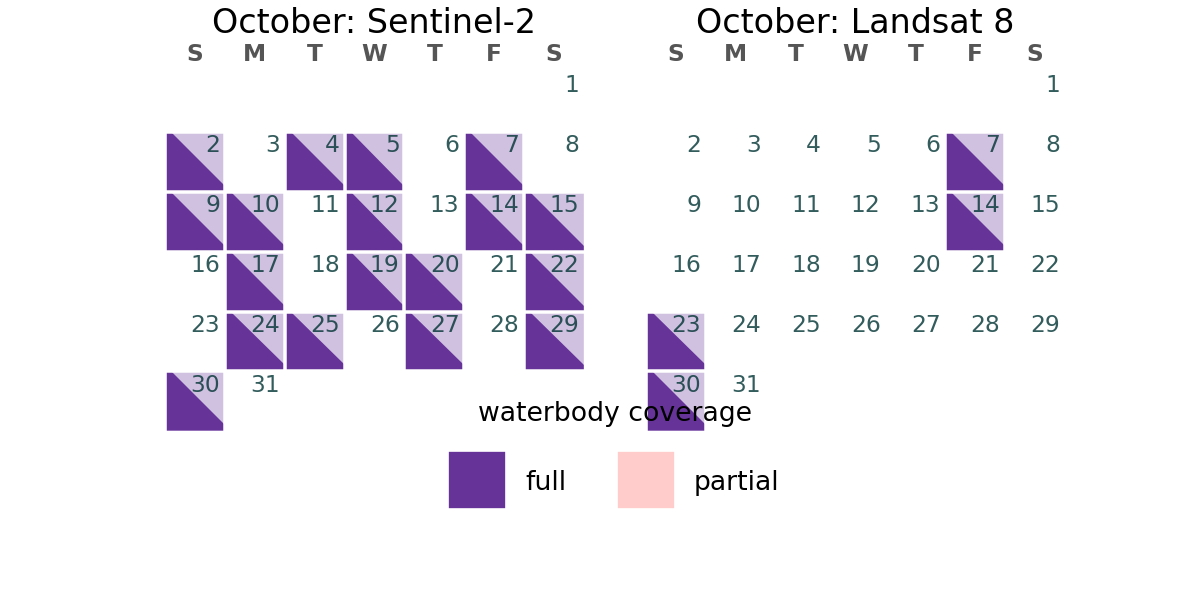 October: Sentinel-2
S M T W T F S
1
2 3 4 5 6 7 8
9 10 11 12 13 14 15
16 17 18 19 20 21 22
23 24 25 26 27 28 29
30 31
October: Landsat 8
S M T W T F S
1
2 3 4 5 6 7 8
9 10 11 12 13 14 15
16 17 18 19 20 21 22
23 24 25 26 27 28 29
30 31
waterbody coverage
full partial